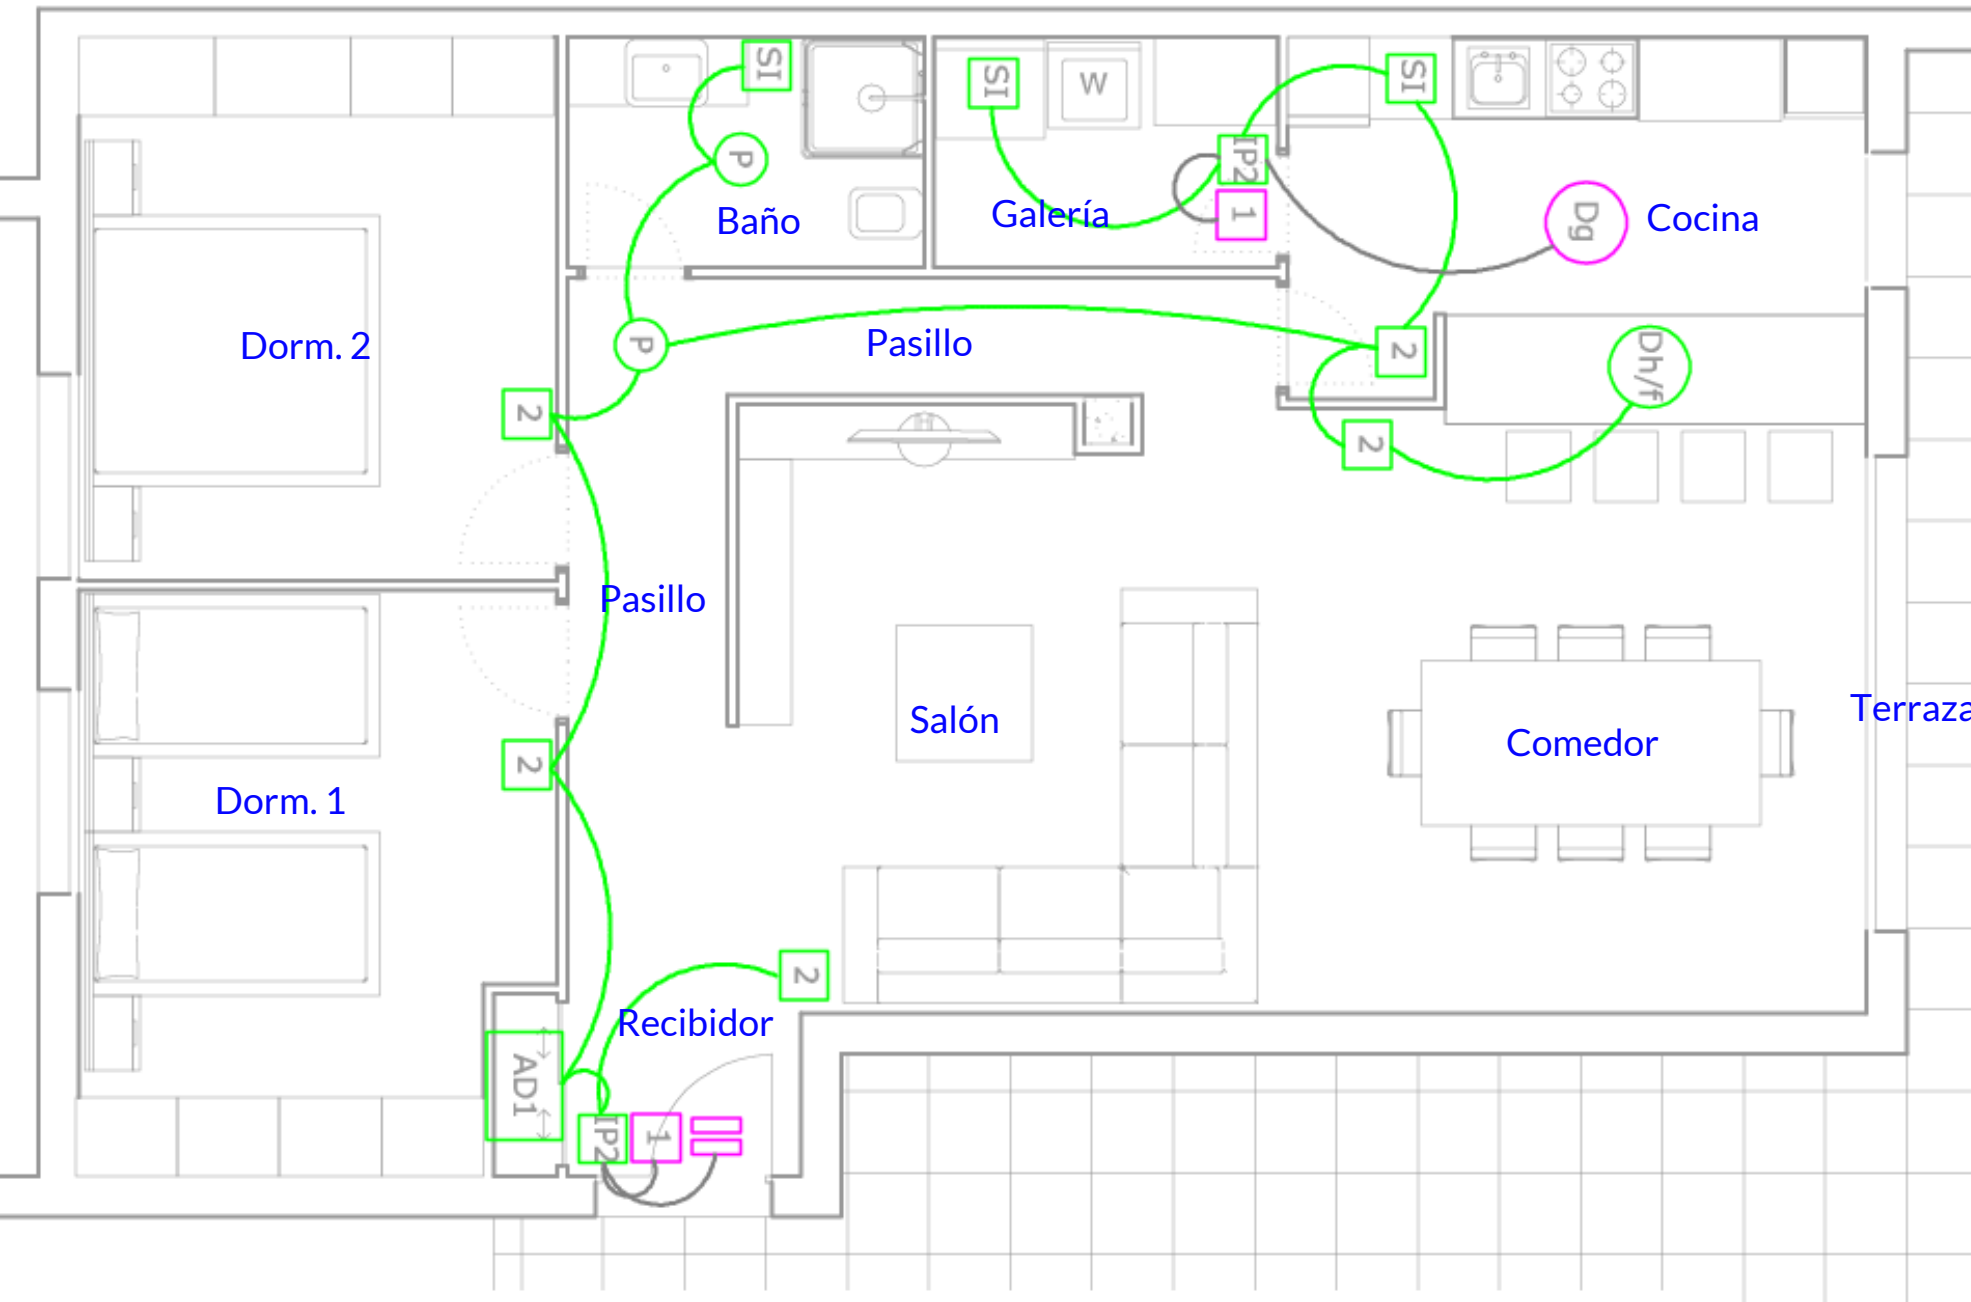 SI
SI
W
SI
IP2
P
Baño
Galería
1
Dg
Cocina
Dorm. 2
P
Pasillo
2
Dh/f
2
2
Pasillo
Salón
Comedor
Terraza
2
Dorm. 1
2
Recibidor
AD1
IP2
1